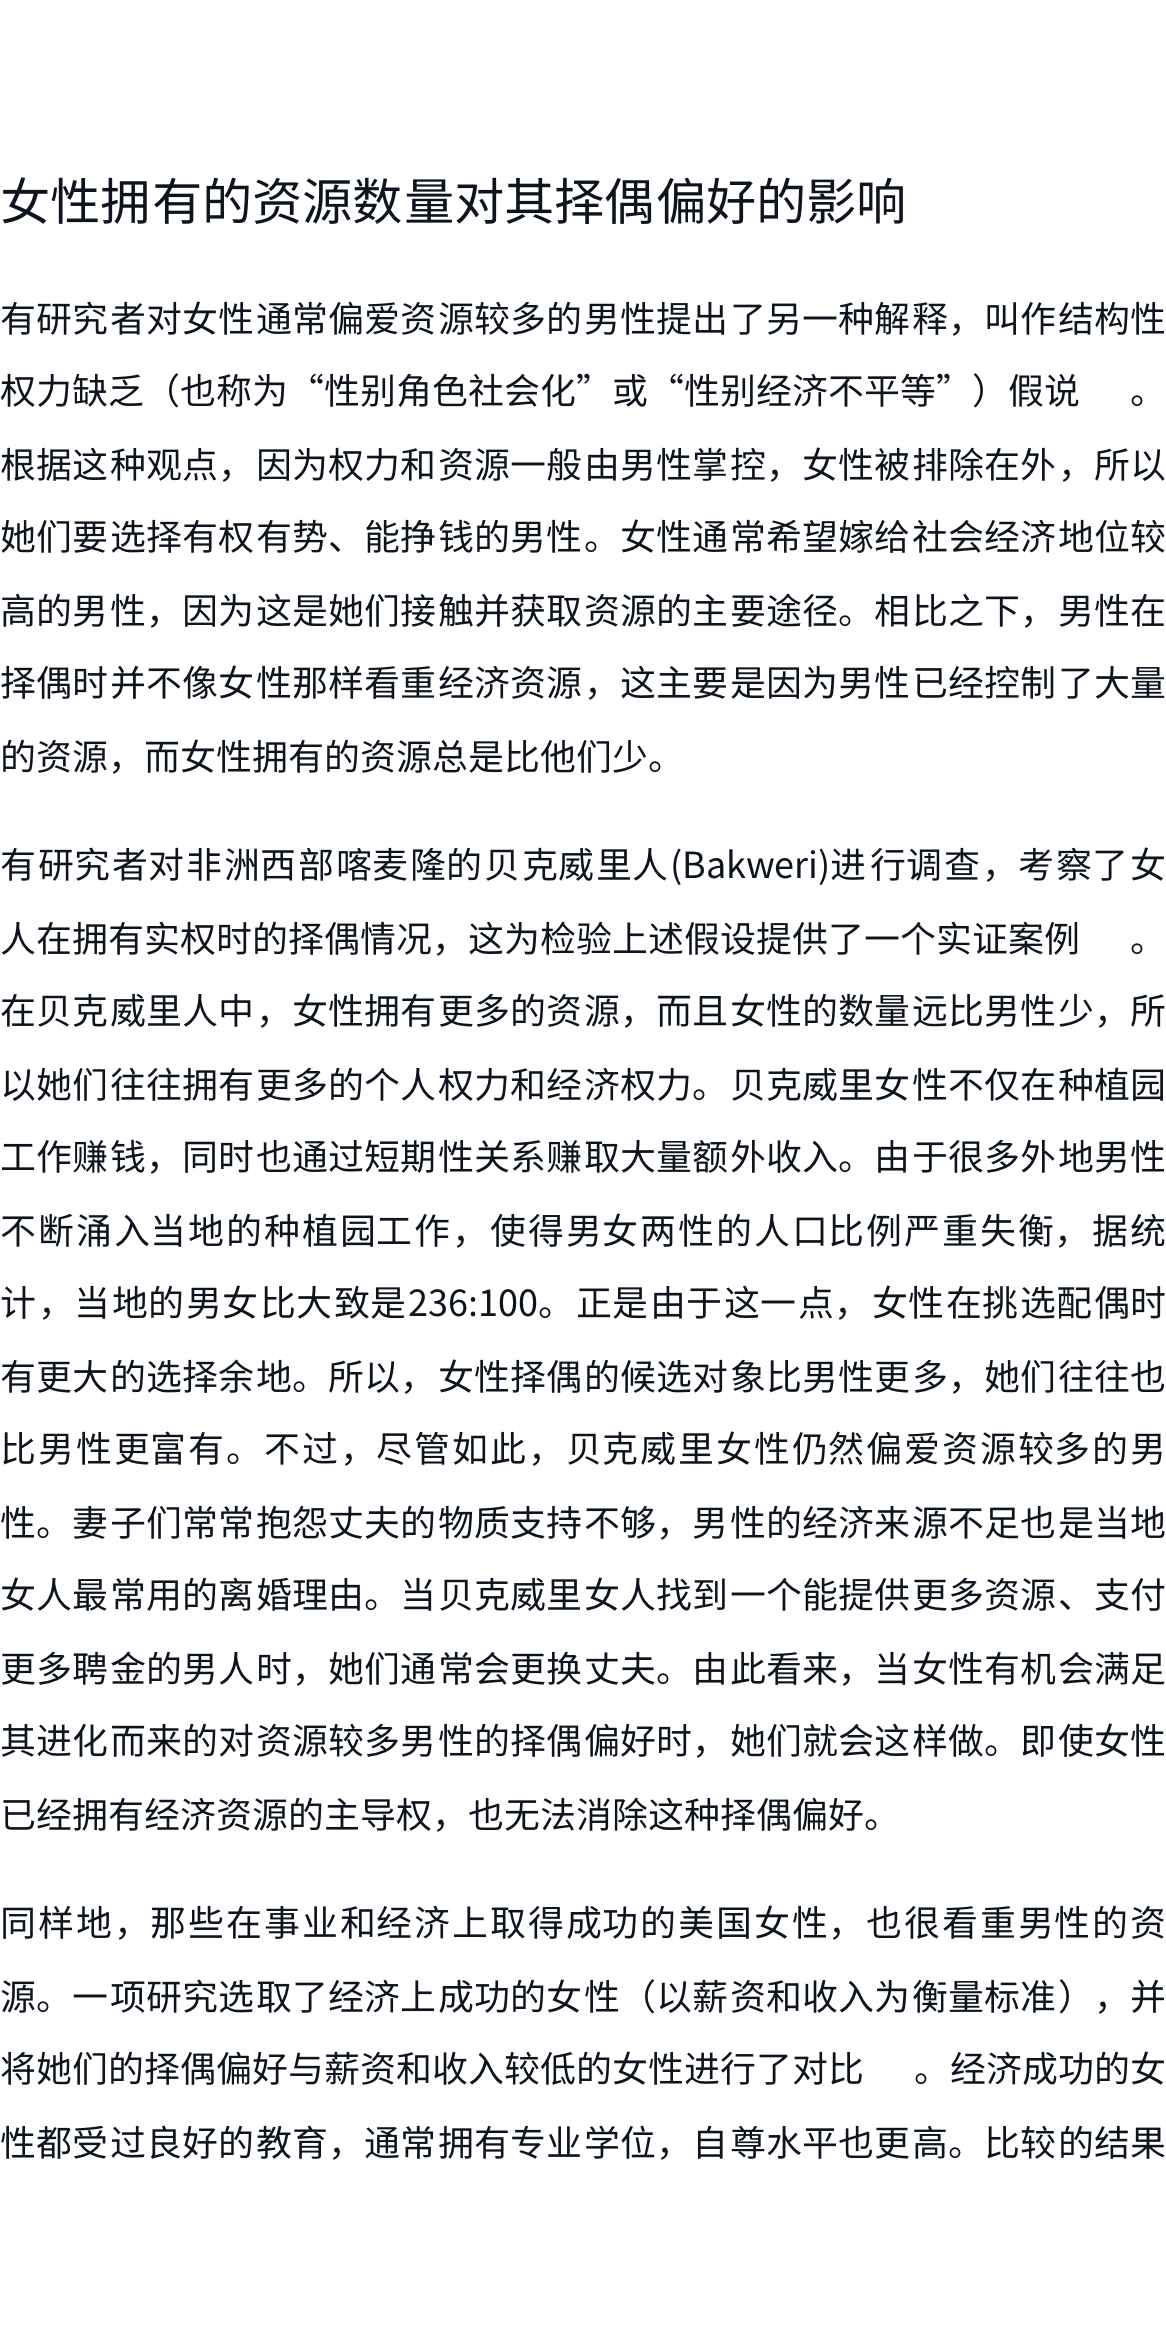 女性拥有的资源数量对其择偶偏好的影响
有研究者对女性通常偏爱资源较多的男性提出了另一种解释，叫作结构性
权力缺乏（也称为“性别角色社会化”或“性别经济不平等”）假说 。
根据这种观点，因为权力和资源一般由男性掌控，女性被排除在外，所以
她们要选择有权有势、能挣钱的男性。女性通常希望嫁给社会经济地位较
高的男性，因为这是她们接触并获取资源的主要途径。相比之下，男性在
择偶时并不像女性那样看重经济资源，这主要是因为男性已经控制了大量
的资源，而女性拥有的资源总是比他们少。
有研究者对非洲西部喀麦隆的贝克威里人(Bakweri)进行调查，考察了女
人在拥有实权时的择偶情况，这为检验上述假设提供了一个实证案例 。
在贝克威里人中，女性拥有更多的资源，而且女性的数量远比男性少，所
以她们往往拥有更多的个人权力和经济权力。贝克威里女性不仅在种植园
工作赚钱，同时也通过短期性关系赚取大量额外收入。由于很多外地男性
不断涌入当地的种植园工作，使得男女两性的人口比例严重失衡，据统
计，当地的男女比大致是236:100。正是由于这一点，女性在挑选配偶时
有更大的选择余地。所以，女性择偶的候选对象比男性更多，她们往往也
比男性更富有。不过，尽管如此，贝克威里女性仍然偏爱资源较多的男
性。妻子们常常抱怨丈夫的物质支持不够，男性的经济来源不足也是当地
女人最常用的离婚理由。当贝克威里女人找到一个能提供更多资源、支付
更多聘金的男人时，她们通常会更换丈夫。由此看来，当女性有机会满足
其进化而来的对资源较多男性的择偶偏好时，她们就会这样做。即使女性
已经拥有经济资源的主导权，也无法消除这种择偶偏好。
同样地，那些在事业和经济上取得成功的美国女性，也很看重男性的资
源。一项研究选取了经济上成功的女性（以薪资和收入为衡量标准），并
将她们的择偶偏好与薪资和收入较低的女性进行了对比 。经济成功的女
性都受过良好的教育，通常拥有专业学位，自尊水平也更高。比较的结果